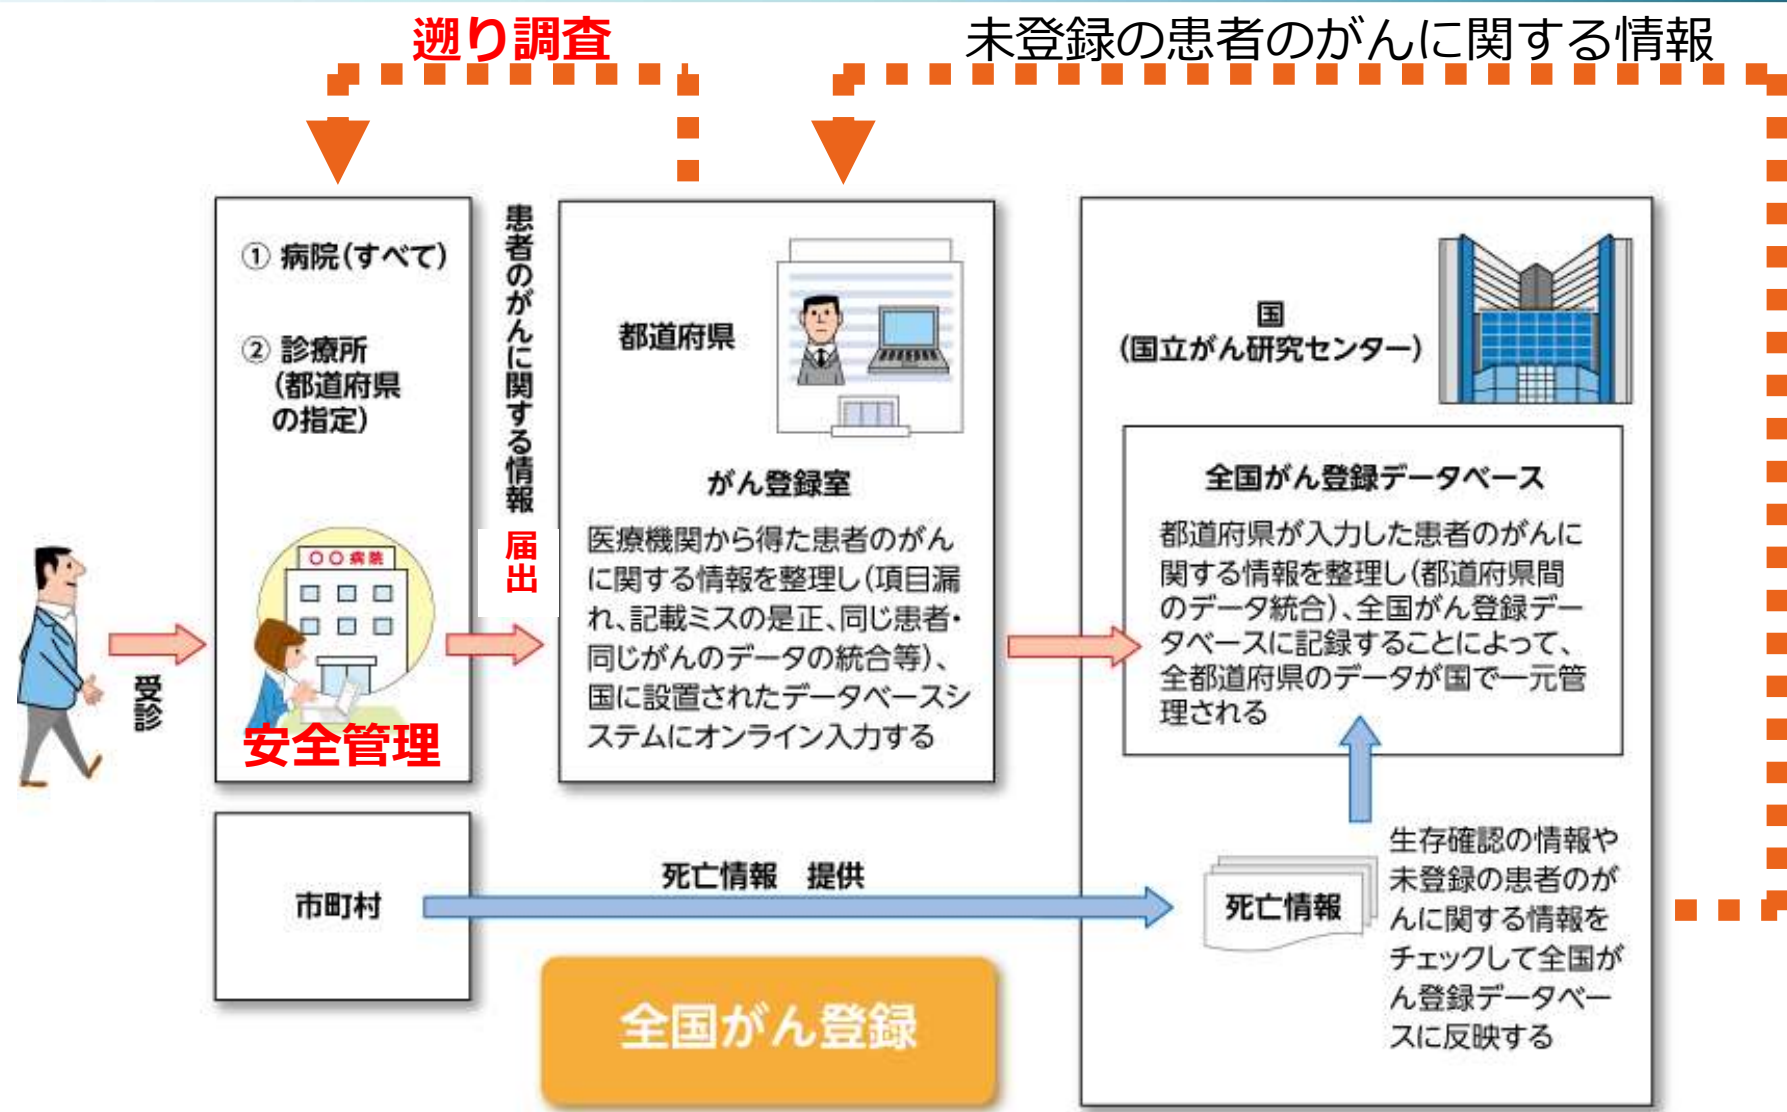 遡り調査
未登録の患者のがんに関する情報
① 病院(すべて)
② 診療所
(都道府県
の指定)
〇〇病院
安全管理
受診
患者のがんに関する情報
届出
都道府県
がん登録室
医療機関から得た患者のがん
に関する情報を整理し(項目漏
れ、記載ミスの是正、同じ患者・
同じがんのデータの統合等)、
国に設置されたデータベースシ
ステムにオンライン入力する
国
(国立がん研究センター)
全国がん登録データベース
都道府県が入力した患者のがんに
関する情報を整理し(都道府県間
のデータ統合)、全国がん登録デー
タベースに記録することによって、
全都道府県のデータが国で一元管
理される
市町村
死亡情報　提供
死亡情報
生存確認の情報や
未登録の患者のが
んに関する情報を
チェックして全国が
ん登録データベー
スに反映する
全国がん登録